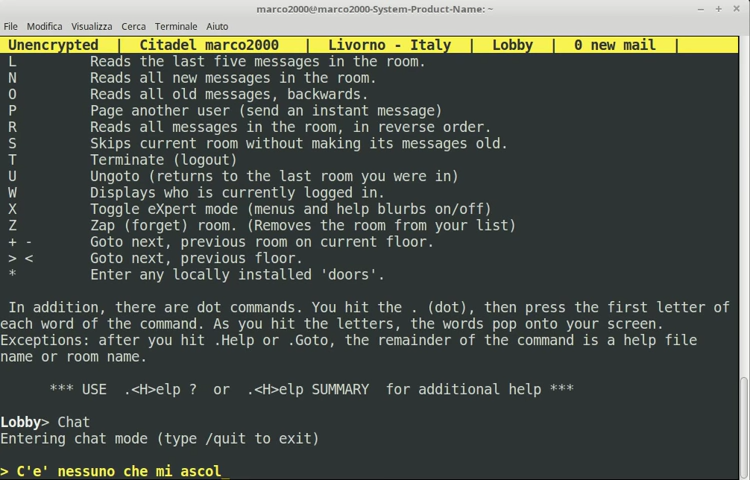 marco2000@marco2000-System-Product-Name: ~
File Modifica Visualizza Cerca Terminale Aiuto
Unencrypted | Citadel marco2000 | Livorno - Italy | Lobby | 0 new mail |
L Reads the last five messages in the room.
N Reads all new messages in the room.
O Reads all old messages, backwards.
P Page another user (send an instant message)
R Reads all messages in the room, in reverse order.
S Skips current room without making its messages old.
T Terminate (logout)
U Ungoto (returns to the last room you were in)
W Displays who is currently logged in.
X Toggle eXpert mode (menus and help blurbs on/off)
Z Zap (forget) room. (Removes the room from your list)
+ - Goto next, previous room on current floor.
> < Goto next, previous floor.
* Enter any locally installed 'doors'.
In addition, there are dot commands. You hit the . (dot), then press the first letter of
each word of the command. As you hit the letters, the words pop onto your screen.
Exceptions: after you hit .Help or .Goto, the remainder of the command is a help file
name or room name.
*** USE .<H>elp ? or .<H>elp SUMMARY for additional help ***
Lobby> Chat
Entering chat mode (type /quit to exit)
> C'e' nessuno che mi ascol_